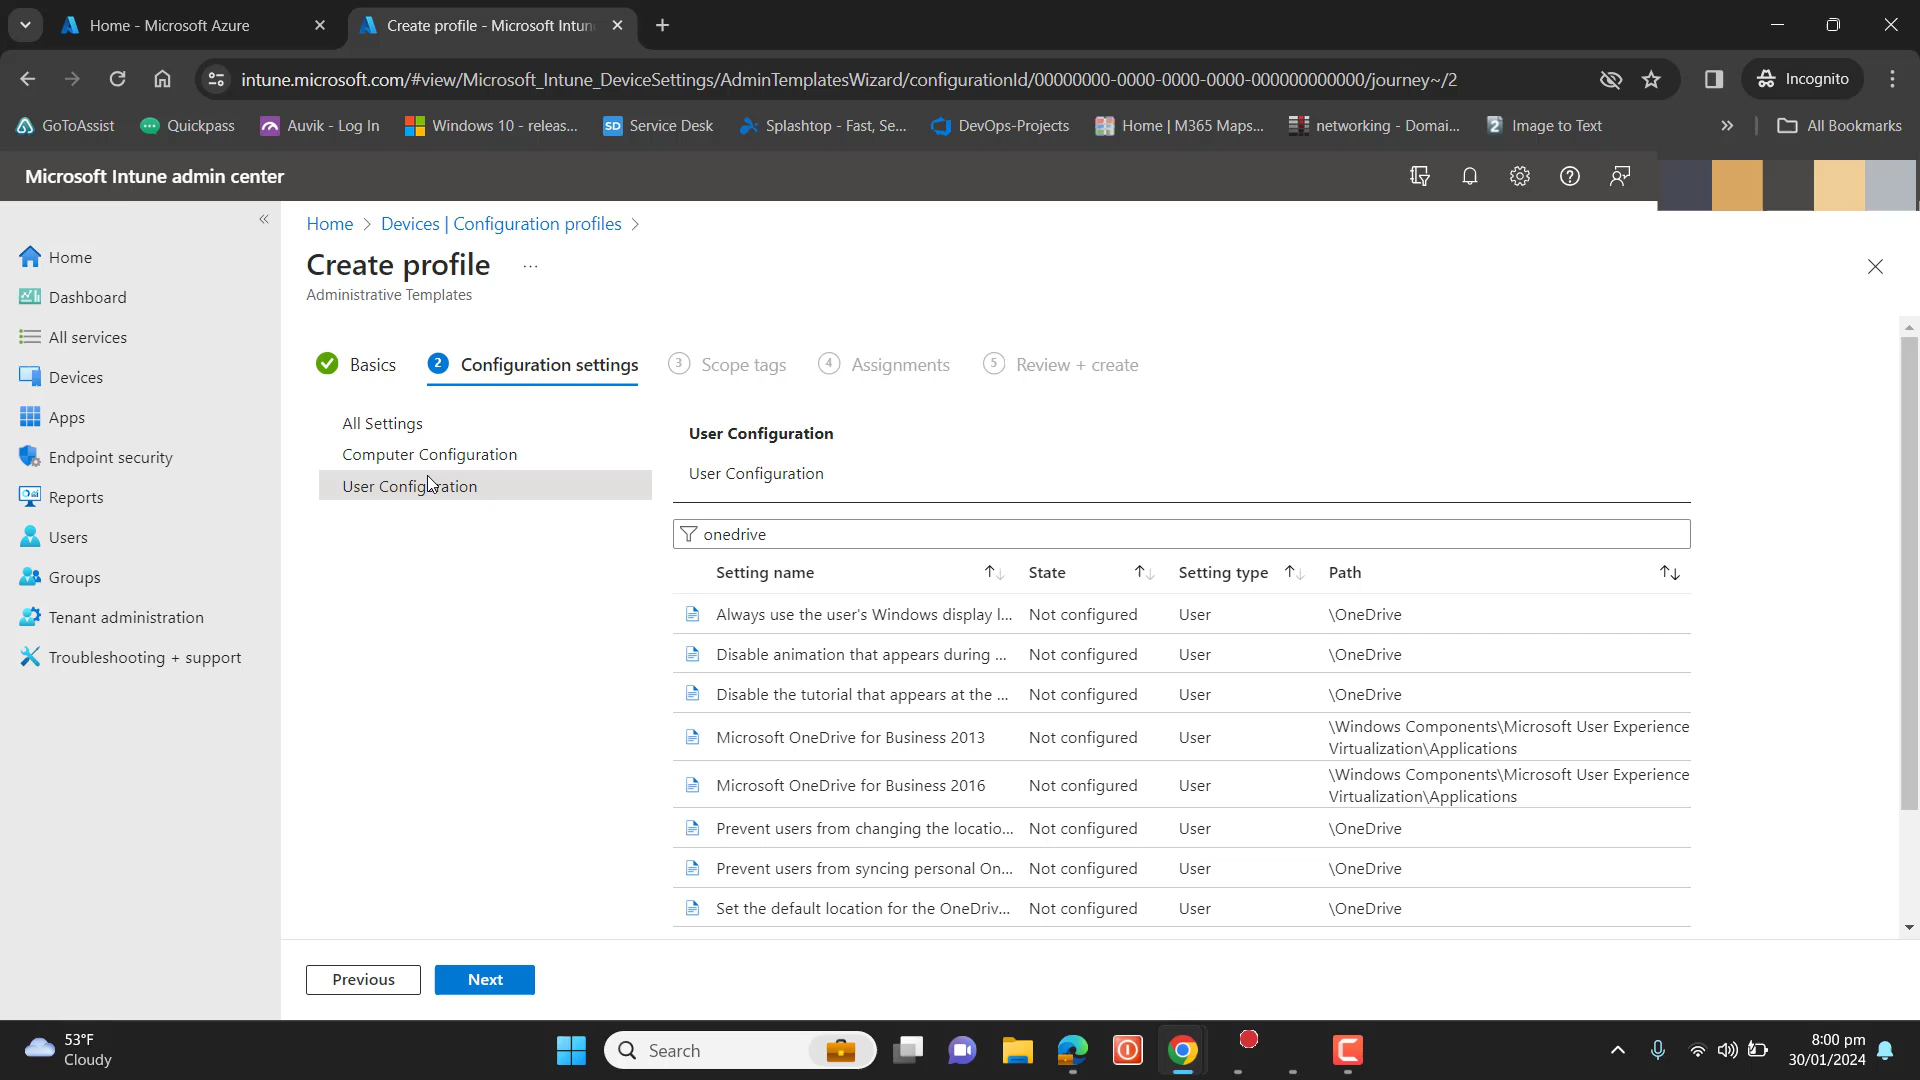 Home - Microsoft Azure
Create profile - Microsoft Intun
intune.microsoft.com/#view/Microsoft_Intune_DeviceSettings/AdminTemplatesWizard/configurationId/00000000-0000-0000-0000-000000000000/journey~/2
Incognito
GoToAssist
Quickpass
Auvik - Log In
Windows 10 - releas...
SD Service Desk
Splashtop - Fast, Se...
DevOps-Projects
Home | M365 Maps...
networking - Domai...
Image to Text
All Bookmarks
Microsoft Intune admin center
Home
Dashboard
All services
Devices
Apps
Endpoint security
Reports
Users
Groups
Tenant administration
Troubleshooting + support
Home > Devices | Configuration profiles >
Create profile ...
Administrative Templates
Basics
2 Configuration settings
3 Scope tags
4 Assignments
5 Review + create
All Settings
Computer Configuration
User Configuration
User Configuration
User Configuration
onedrive
Setting name State Setting type Path
Always use the user's Windows display l... Not configured User \OneDrive
Disable animation that appears during ... Not configured User \OneDrive
Disable the tutorial that appears at the ... Not configured User \OneDrive
Microsoft OneDrive for Business 2013 Not configured User \Windows Components\Microsoft User Experience
Virtualization\Applications
Microsoft OneDrive for Business 2016 Not configured User \Windows Components\Microsoft User Experience
Virtualization\Applications
Prevent users from changing the locatio... Not configured User \OneDrive
Prevent users from syncing personal On... Not configured User \OneDrive
Set the default location for the OneDriv... Not configured User \OneDrive
Previous
Next
53°F
Cloudy
Search
8:00 pm
30/01/2024